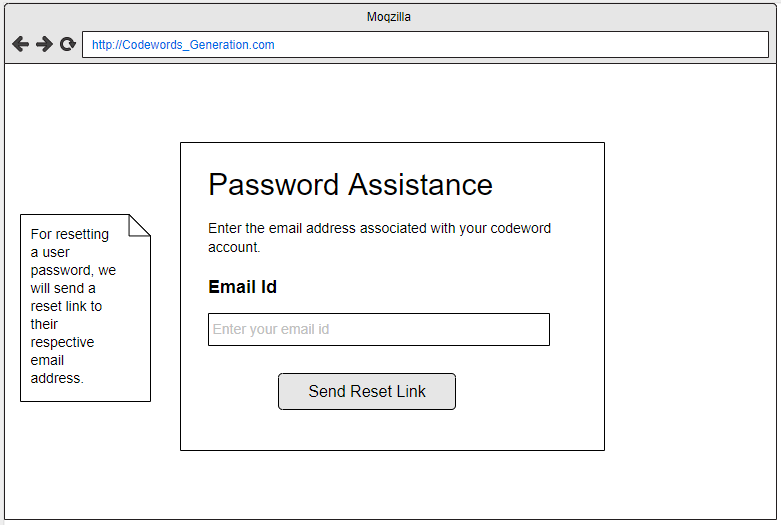 Moqzilla
http://Codewords_Generation.com
Password Assistance
Enter the email address associated with your codeword
account.
Email Id
Enter your email id
Send Reset Link
For resetting
a user
password, we
will send a
reset link to
their
respective
email
address.